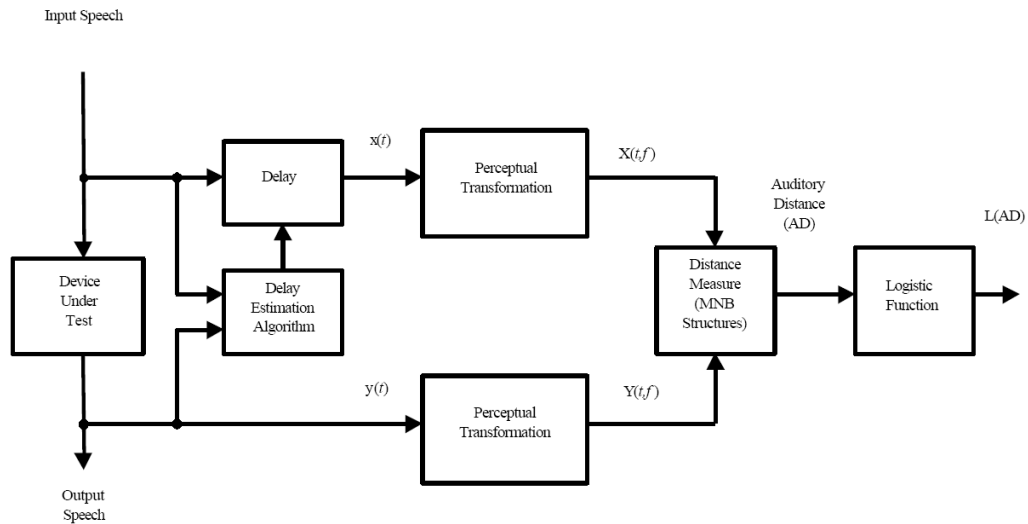 Input Speech
x(t)
X(t,f)
Delay
Perceptual
Transformation
Auditory
Distance
(AD)
L(AD)
Device
Under
Test
Delay
Estimation
Algorithm
Distance
Measure
(MNB
Structures)
Logistic
Function
y(t)
Y(t,f)
Perceptual
Transformation
Output
Speech